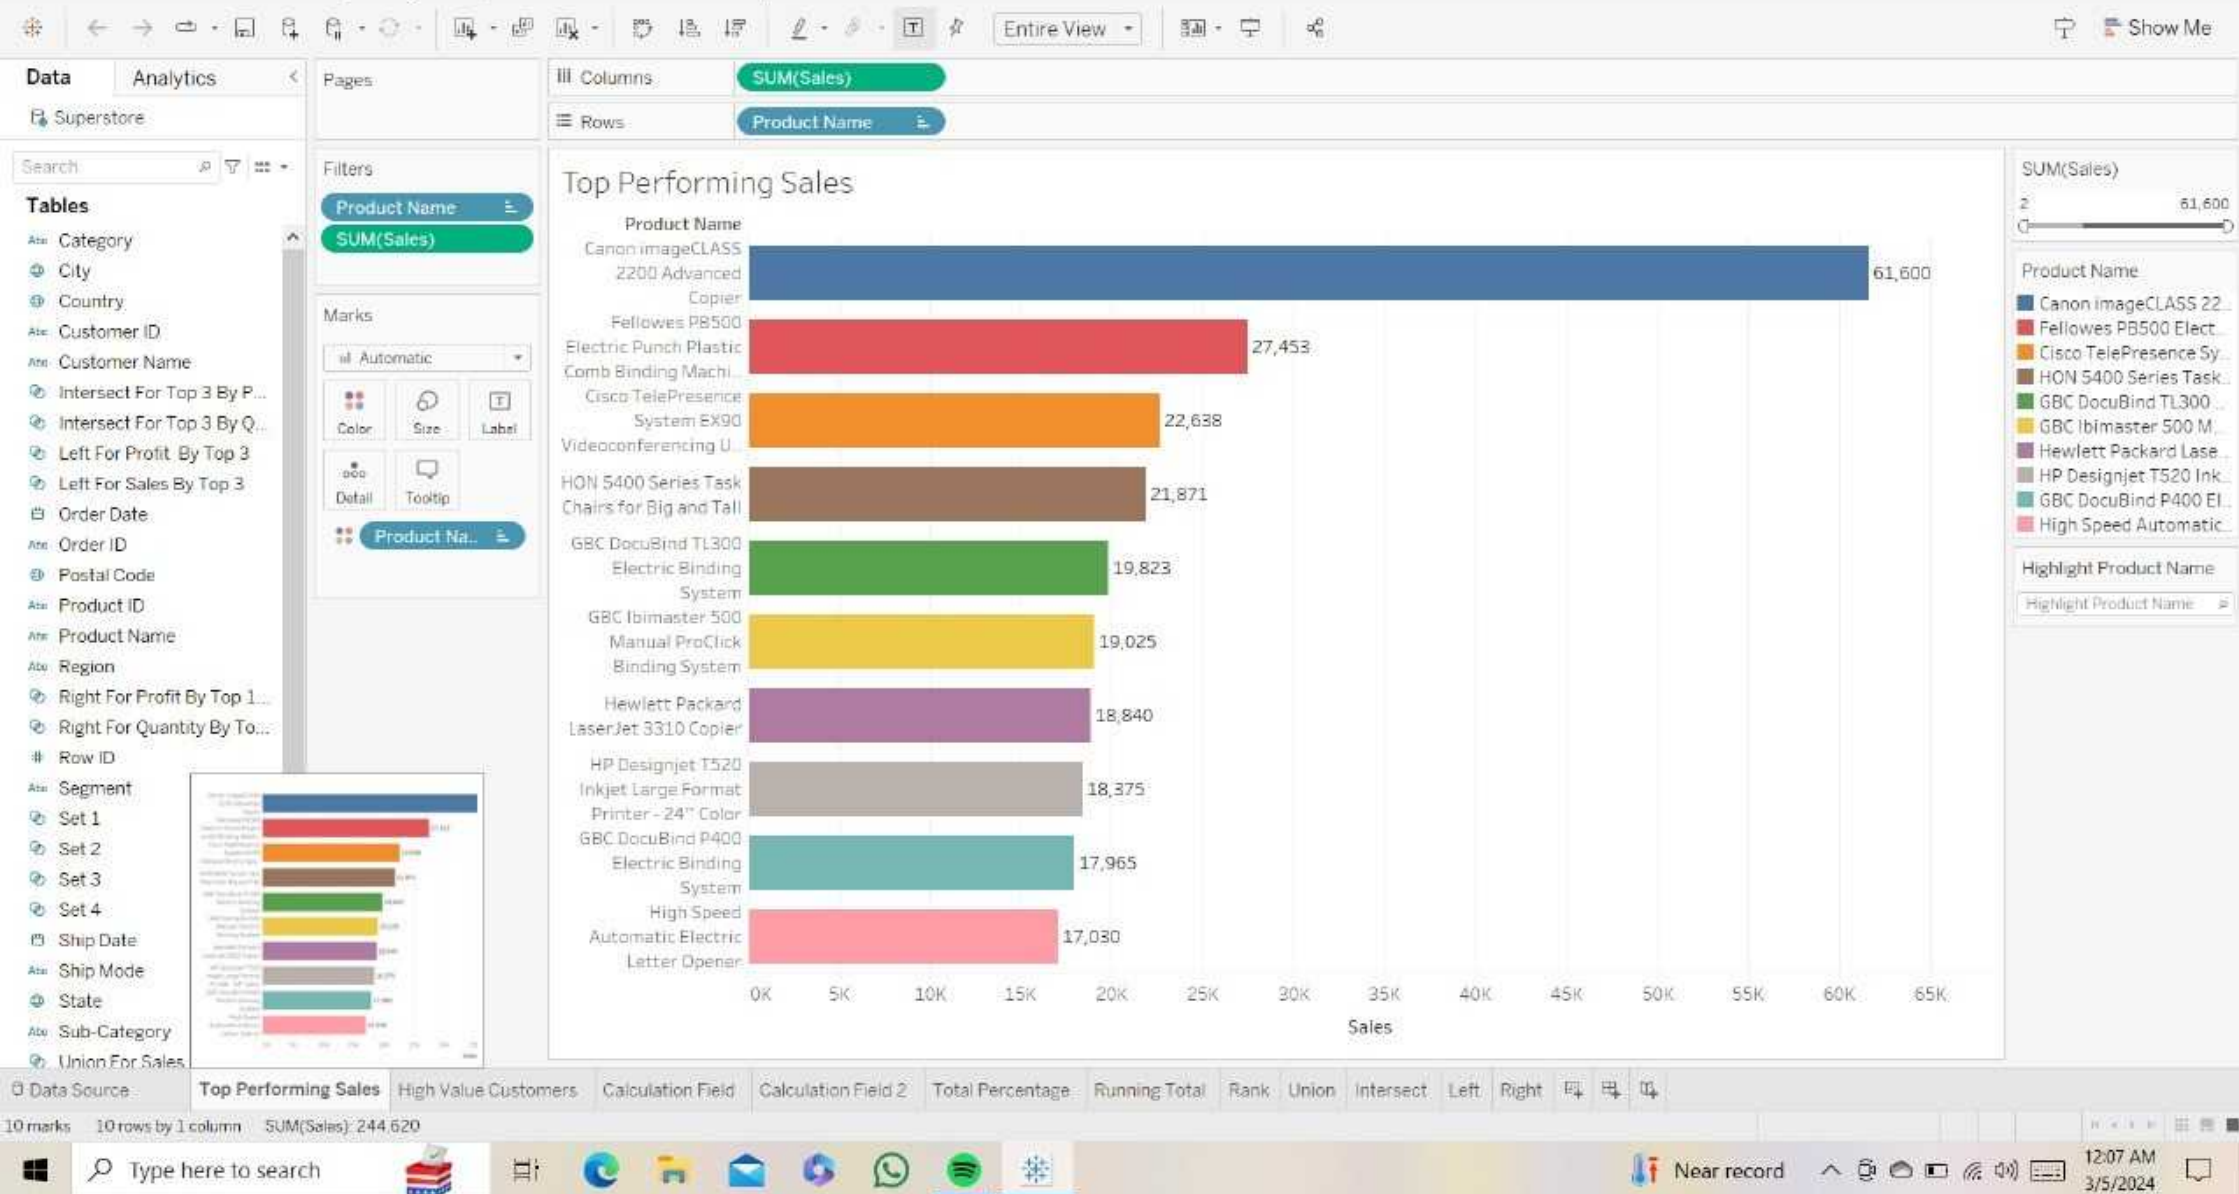 Entire View
Show Me
Data
Analytics
Superstore
Search
Tables
Abc Category
City
Country
Abc Customer ID
Abc Customer Name
Intersect For Top 3 By P...
Intersect For Top 3 By Q...
Left For Profit By Top 3
Left For Sales By Top 3
Order Date
Abc Order ID
Postal Code
Abc Product ID
Abc Product Name
Abc Region
Right For Profit By Top 1...
Right For Quantity By To...
# Row ID
Abc Segment
Set 1
Set 2
Set 3
Set 4
Ship Date
Abc Ship Mode
State
Abc Sub-Category
Union For Sales
Pages
Filters
Product Name
SUM(Sales)
Marks
Automatic
Color
Size
Label
Detail
Tooltip
Product Na..
Columns
SUM(Sales)
Rows
Product Name
Top Performing Sales
Product Name
Canon imageCLASS
2200 Advanced
Copier
61,600
Fellowes PB500
Electric Punch Plastic
Comb Binding Machi..
27,453
Cisco TelePresence
System EX90
Videoconferencing U..
22,638
HON 5400 Series Task
Chairs for Big and Tall
21,871
GBC DocuBind TL300
Electric Binding
System
19,823
GBC Ibimaster 500
Manual ProClick
Binding System
19,025
Hewlett Packard
LaserJet 3310 Copier
18,840
HP Designjet T520
Inkjet Large Format
Printer - 24" Color
18,375
GBC DocuBind P400
Electric Binding
System
17,965
High Speed
Automatic Electric
Letter Opener
17,030
0K 5K 10K 15K 20K 25K 30K 35K 40K 45K 50K 55K 60K 65K
Sales
SUM(Sales)
2 61,600
Product Name
Canon imageCLASS 22..
Fellowes PB500 Elect..
Cisco TelePresence Sy..
HON 5400 Series Task..
GBC DocuBind TL300 ..
GBC Ibimaster 500 M..
Hewlett Packard Lase..
HP Designjet T520 Ink..
GBC DocuBind P400 El..
High Speed Automatic..
Highlight Product Name
Highlight Product Name
Data Source
Top Performing Sales
High Value Customers
Calculation Field
Calculation Field 2
Total Percentage
Running Total
Rank
Union
Intersect
Left
Right
10 marks 10 rows by 1 column SUM(Sales): 244,620
Type here to search
Near record
12:07 AM
3/5/2024